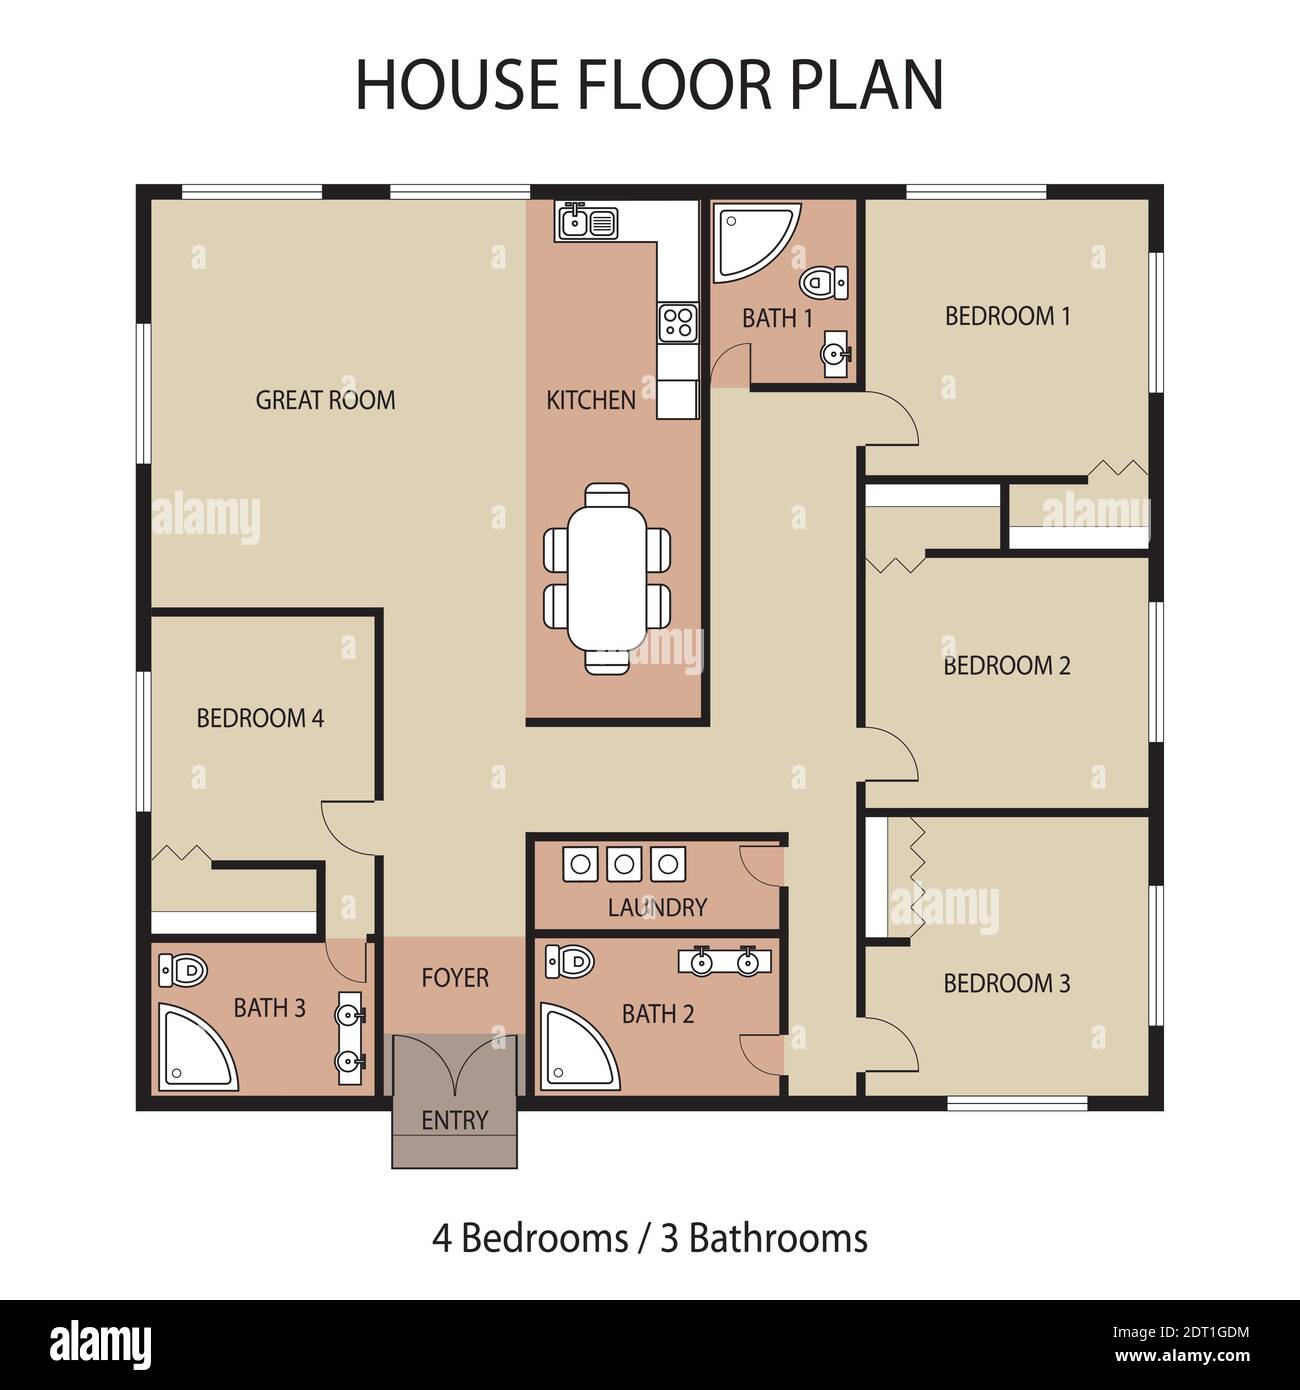 HOUSE FLOOR PLAN
BATH 1
BEDROOM 1
GREAT ROOM
KITCHEN
BEDROOM 2
BEDROOM 4
LAUNDRY
FOYER
BEDROOM 3
BATH 3
BATH 2
ENTRY
4 Bedrooms / 3 Bathrooms
a a a a
a a
alamy a a alamy
a alamy a
a a a a
a a a
alamy a alamy a
alamy
Image ID: 2DT1GDM
www.alamy.com